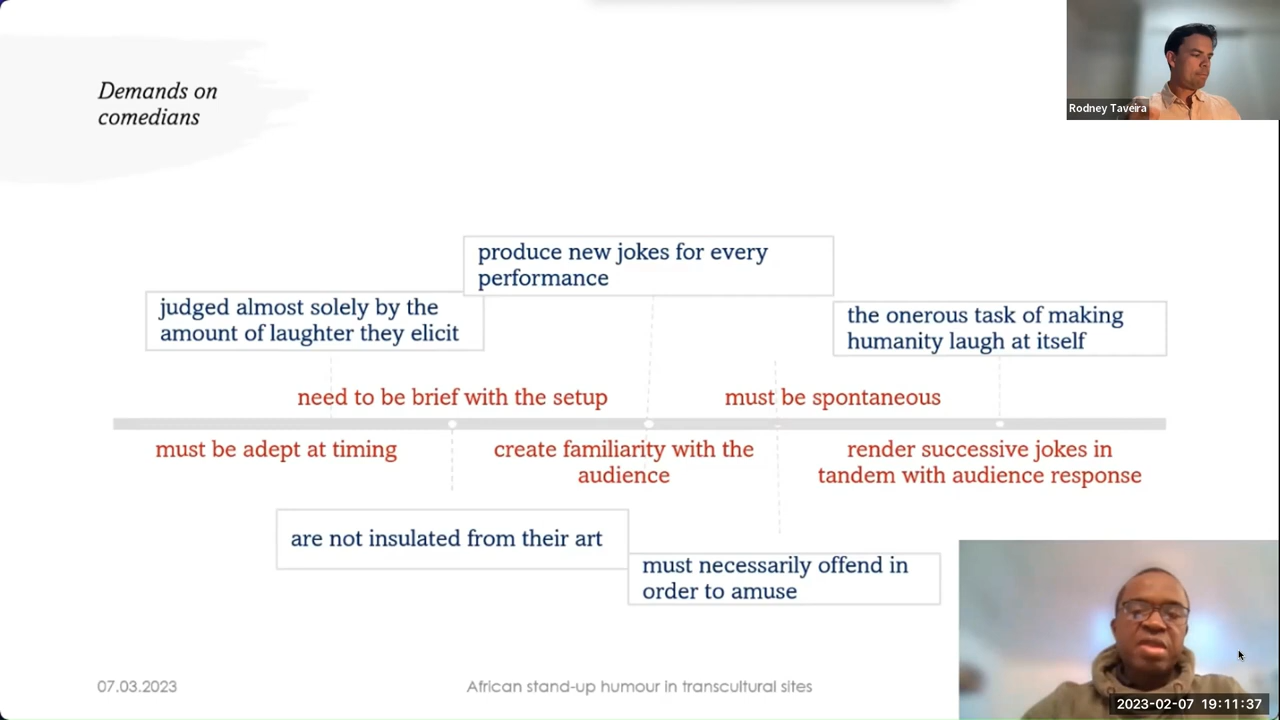 Demands on
comedians
Rodney Taveira
produce new jokes for every
performance
judged almost solely by the
amount of laughter they elicit
the onerous task of making
humanity laugh at itself
need to be brief with the setup
must be spontaneous
must be adept at timing
create familiarity with the
audience
render successive jokes in
tandem with audience response
are not insulated from their art
must necessarily offend in
order to amuse
07.03.2023
African stand-up humour in transcultural sites
2023-02-07 19:11:37